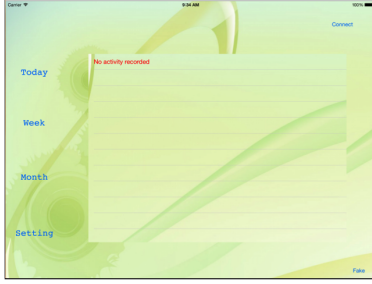 Carrier 9:34 AM 100%
Connect
No activity recorded
Today
Week
Month
Setting
Fake